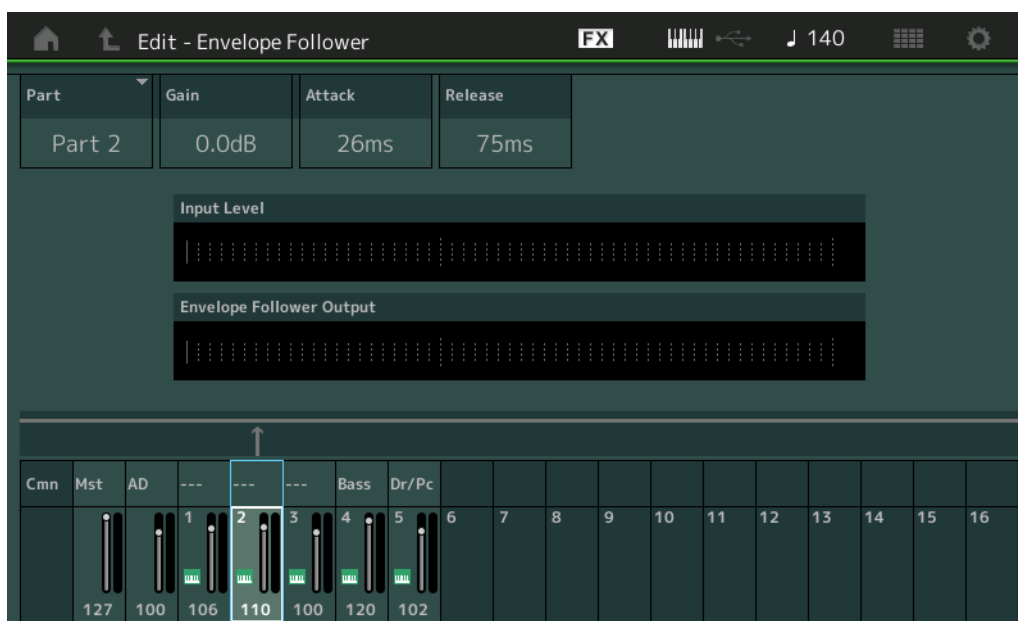 Edit - Envelope Follower FX ♩ 140
Part Gain Attack Release
Part 2 0.0dB 26ms 75ms
Input Level
Envelope Follower Output
Cmn Mst AD --- --- --- Bass Dr/Pc
1 2 3 4 5 6 7 8 9 10 11 12 13 14 15 16
127 100 106 110 100 120 102